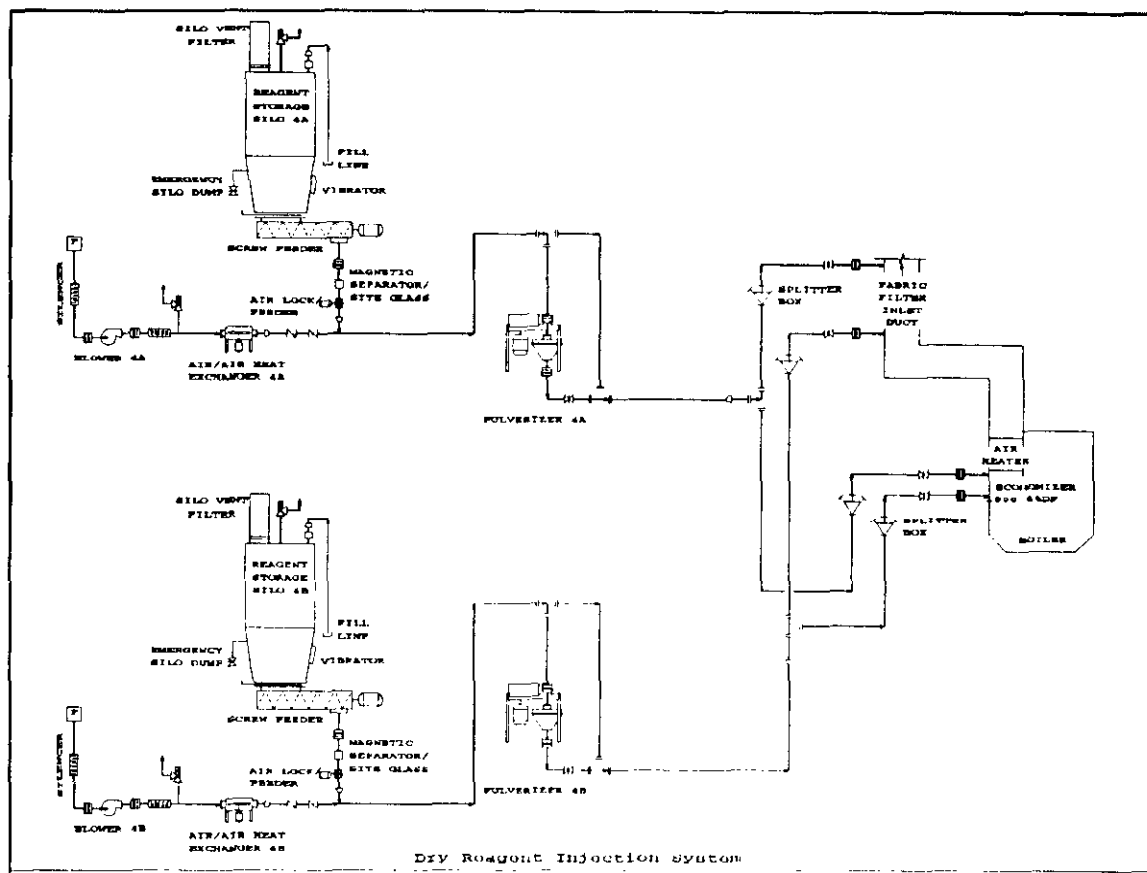 SILO VENT
FILTER
REAGENT
STORAGE
SILO 4A
FILL
LINE
EMERGENCY
SILO DUMP
VIBRATOR
SCREW FEEDER
SILENCER
MAGNETIC
SEPARATOR/
SITE GLASS
AIR LOCK/
FEEDER
BLOWER 4A
AIR/AIR HEAT
EXCHANGER 4A
PULVERIZER 4A
SPLITTER
BOX
FABRIC
FILTER
INLET
DUCT
AIR
HEATER
ECONOMIZER
BOILER
SPLITTER
BOX
SILO VENT
FILTER
REAGENT
STORAGE
SILO 4B
FILL
LINE
EMERGENCY
SILO DUMP
VIBRATOR
SCREW FEEDER
SILENCER
MAGNETIC
SEPARATOR/
SITE GLASS
AIR LOCK/
FEEDER
BLOWER 4B
AIR/AIR HEAT
EXCHANGER 4B
PULVERIZER 4B
Dry Reagent Injection System